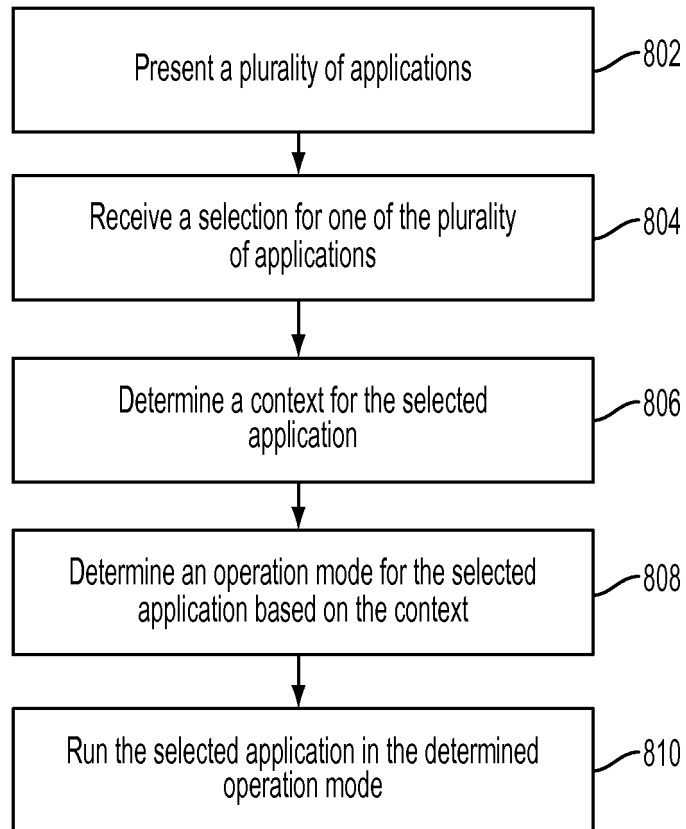 Present a plurality of applications
802
Receive a selection for one of the plurality
of applications
804
Determine a context for the selected
application
806
Determine an operation mode for the selected
application based on the context
808
Run the selected application in the determined
operation mode
810